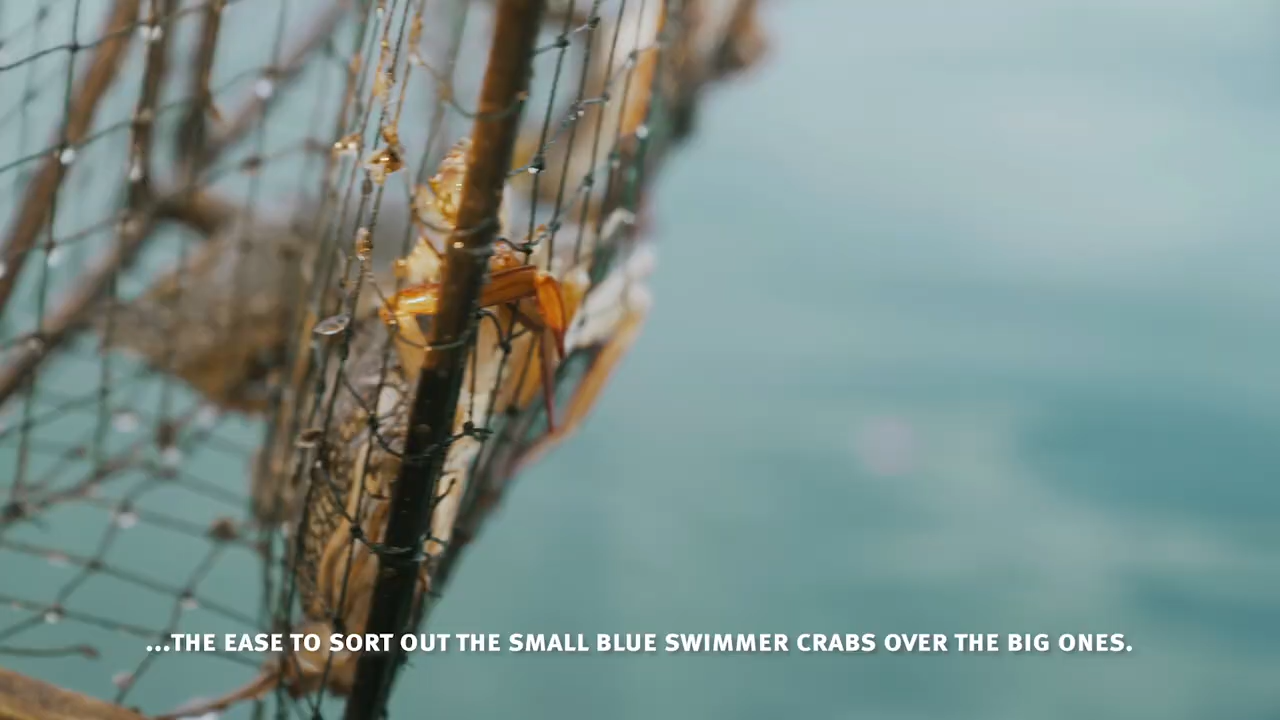 ...THE EASE TO SORT OUT THE SMALL BLUE SWIMMER CRABS OVER THE BIG ONES.